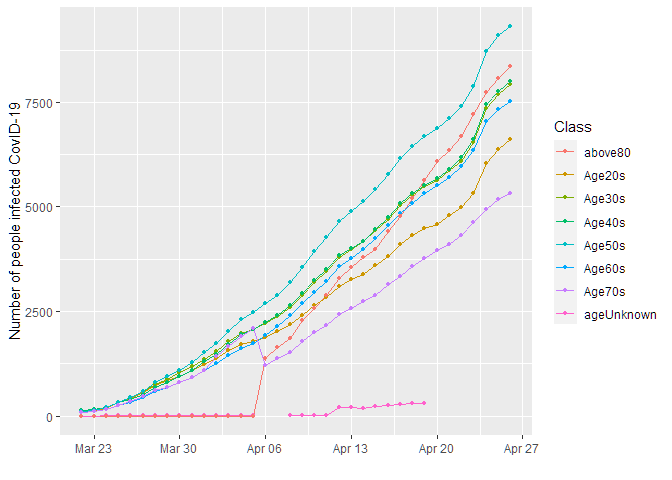 Number of people infected CovID-19
7500
5000
2500
0
Mar 23
Mar 30
Apr 06
Apr 13
Apr 20
Apr 27
Class
above80
Age20s
Age30s
Age40s
Age50s
Age60s
Age70s
ageUnknown